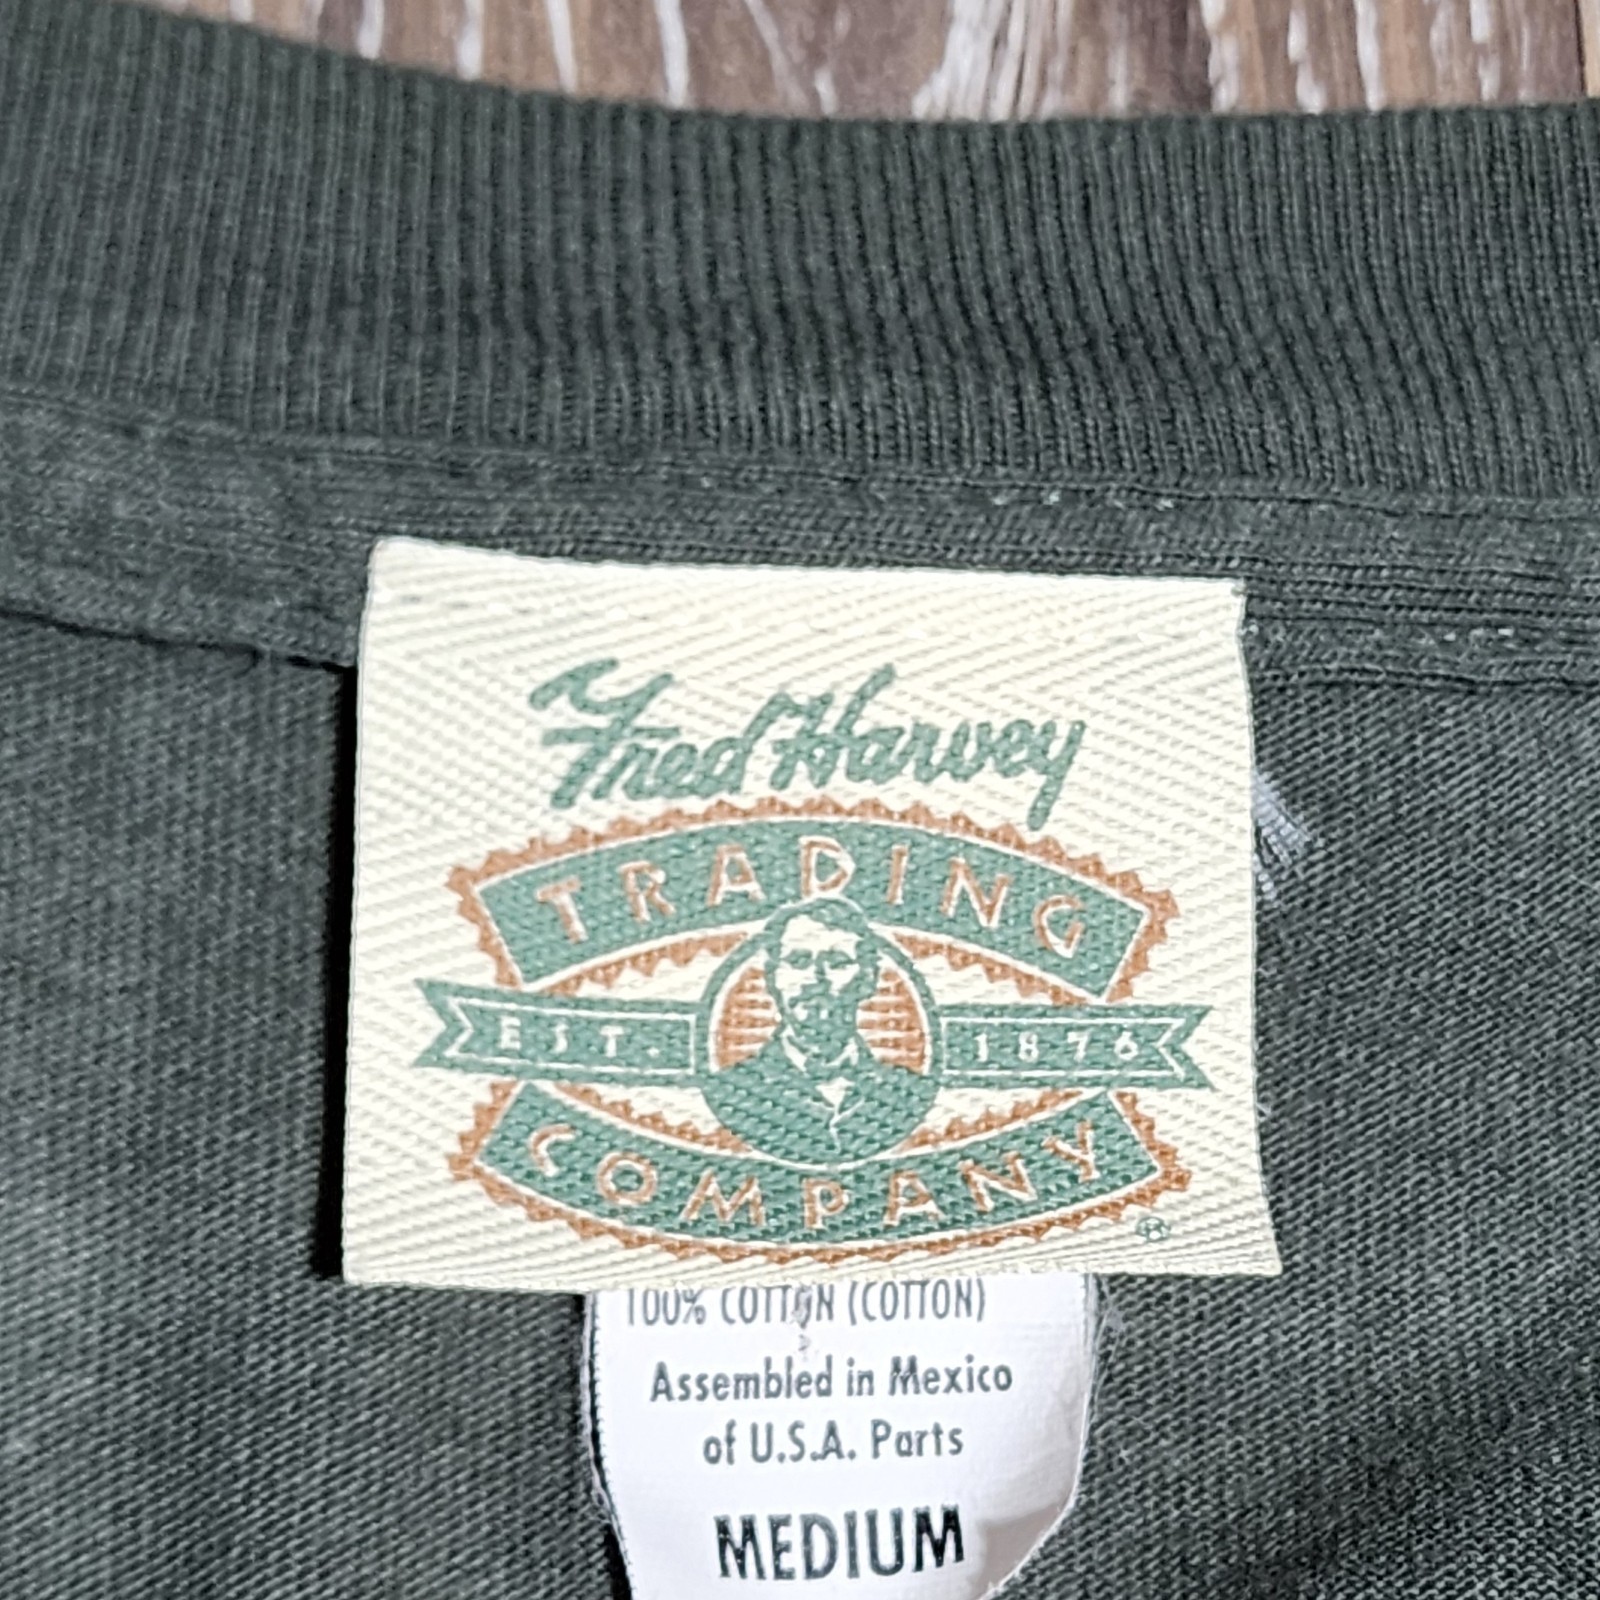 Fred Harvey
TRADING
EST. 1876
COMPANY
®
100% COTTON (COTTON)
Assembled in Mexico
of U.S.A. Parts
MEDIUM